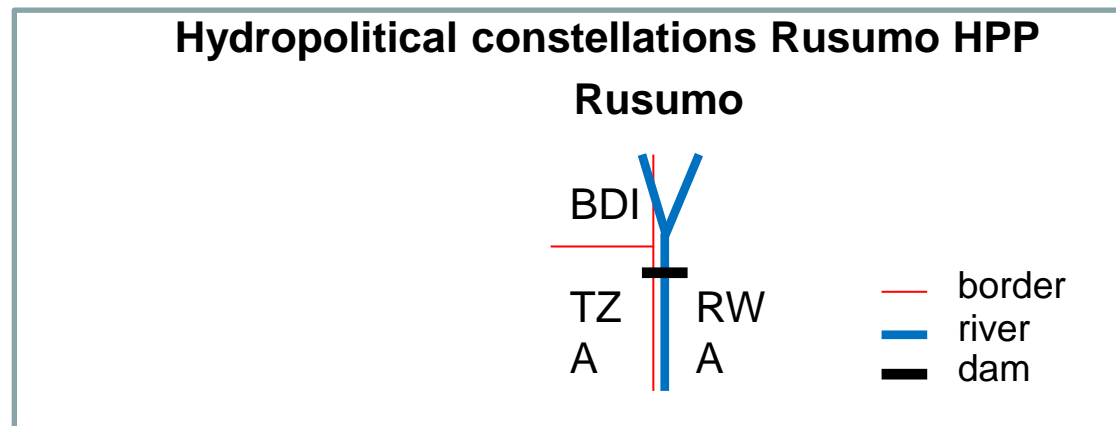 Hydropolitical constellations Rusumo HPP
Rusumo
BDI
TZ
A
RW
A
border
river
dam